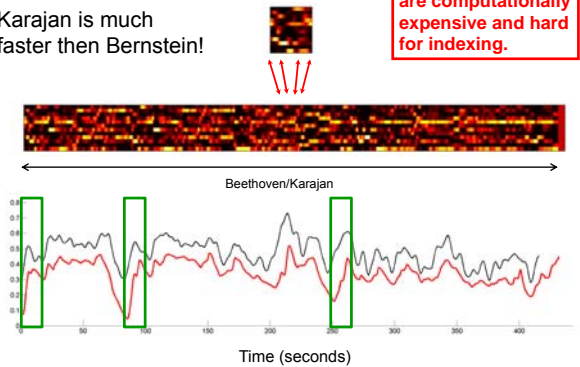 Karajan is much
faster then Bernstein!
are computationally
expensive and hard
for indexing.
Beethoven/Karajan
0.8
0.7
0.6
0.5
0.4
0.3
0.2
0.1
0
0 50 100 150 200 250 300 350 400
Time (seconds)